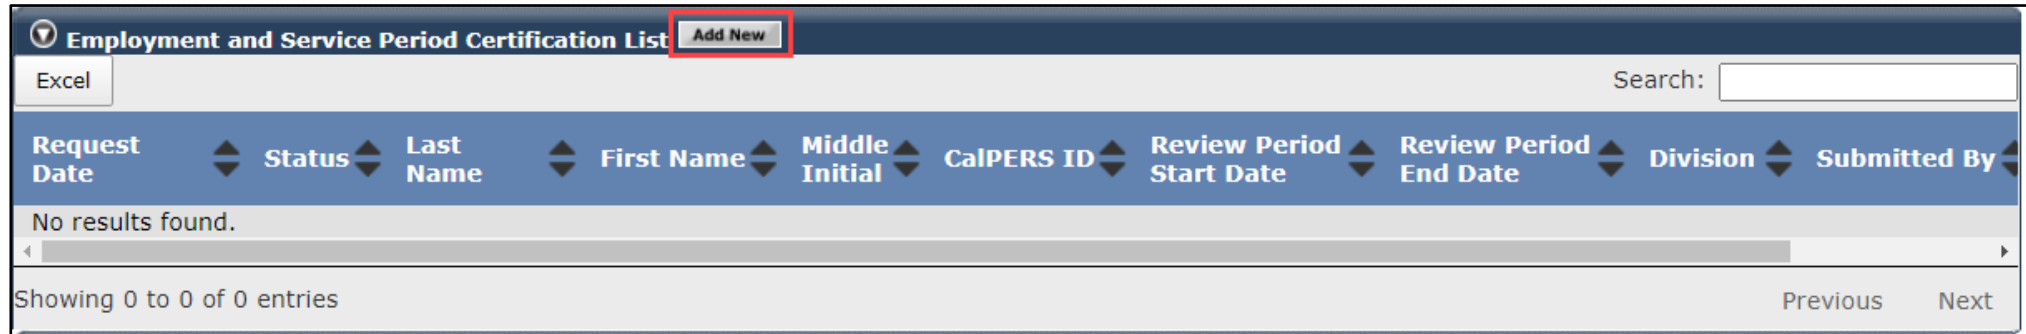 Employment and Service Period Certification List Add New
Excel Search:
Request Date Status Last Name First Name Middle Initial CalPERS ID Review Period Start Date Review Period End Date Division Submitted By
No results found.
Showing 0 to 0 of 0 entries Previous Next